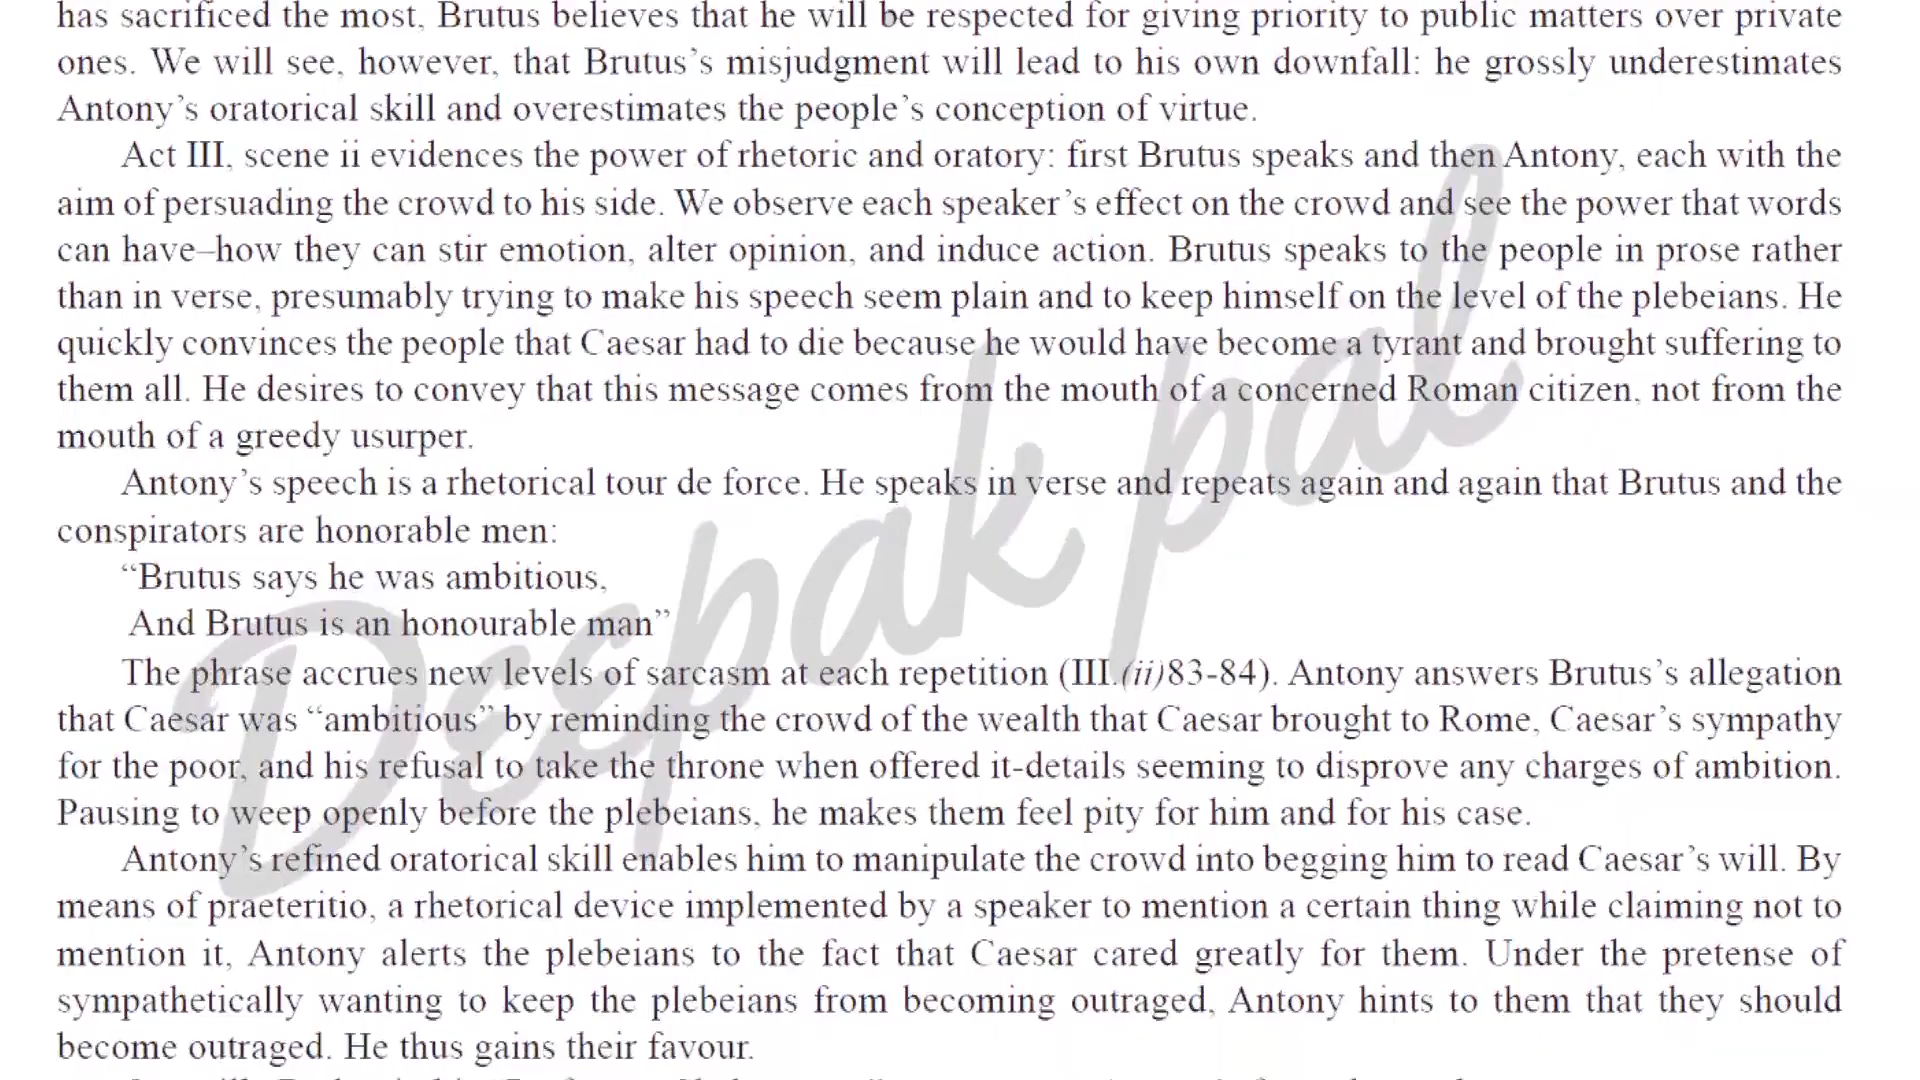 has sacrificed the most, Brutus believes that he will be respected for giving priority to public matters over private
ones. We will see, however, that Brutus’s misjudgment will lead to his own downfall: he grossly underestimates
Antony’s oratorical skill and overestimates the people’s conception of virtue.
Act III, scene ii evidences the power of rhetoric and oratory: first Brutus speaks and then Antony, each with the
aim of persuading the crowd to his side. We observe each speaker’s effect on the crowd and see the power that words
can have–how they can stir emotion, alter opinion, and induce action. Brutus speaks to the people in prose rather
than in verse, presumably trying to make his speech seem plain and to keep himself on the level of the plebeians. He
quickly convinces the people that Caesar had to die because he would have become a tyrant and brought suffering to
them all. He desires to convey that this message comes from the mouth of a concerned Roman citizen, not from the
mouth of a greedy usurper.
Antony’s speech is a rhetorical tour de force. He speaks in verse and repeats again and again that Brutus and the
conspirators are honorable men:
“Brutus says he was ambitious,
And Brutus is an honourable man”
The phrase accrues new levels of sarcasm at each repetition (III.(ii)83-84). Antony answers Brutus’s allegation
that Caesar was “ambitious” by reminding the crowd of the wealth that Caesar brought to Rome, Caesar’s sympathy
for the poor, and his refusal to take the throne when offered it-details seeming to disprove any charges of ambition.
Pausing to weep openly before the plebeians, he makes them feel pity for him and for his case.
Antony’s refined oratorical skill enables him to manipulate the crowd into begging him to read Caesar’s will. By
means of praeteritio, a rhetorical device implemented by a speaker to mention a certain thing while claiming not to
mention it, Antony alerts the plebeians to the fact that Caesar cared greatly for them. Under the pretense of
sympathetically wanting to keep the plebeians from becoming outraged, Antony hints to them that they should
become outraged. He thus gains their favour.
Deepak pal